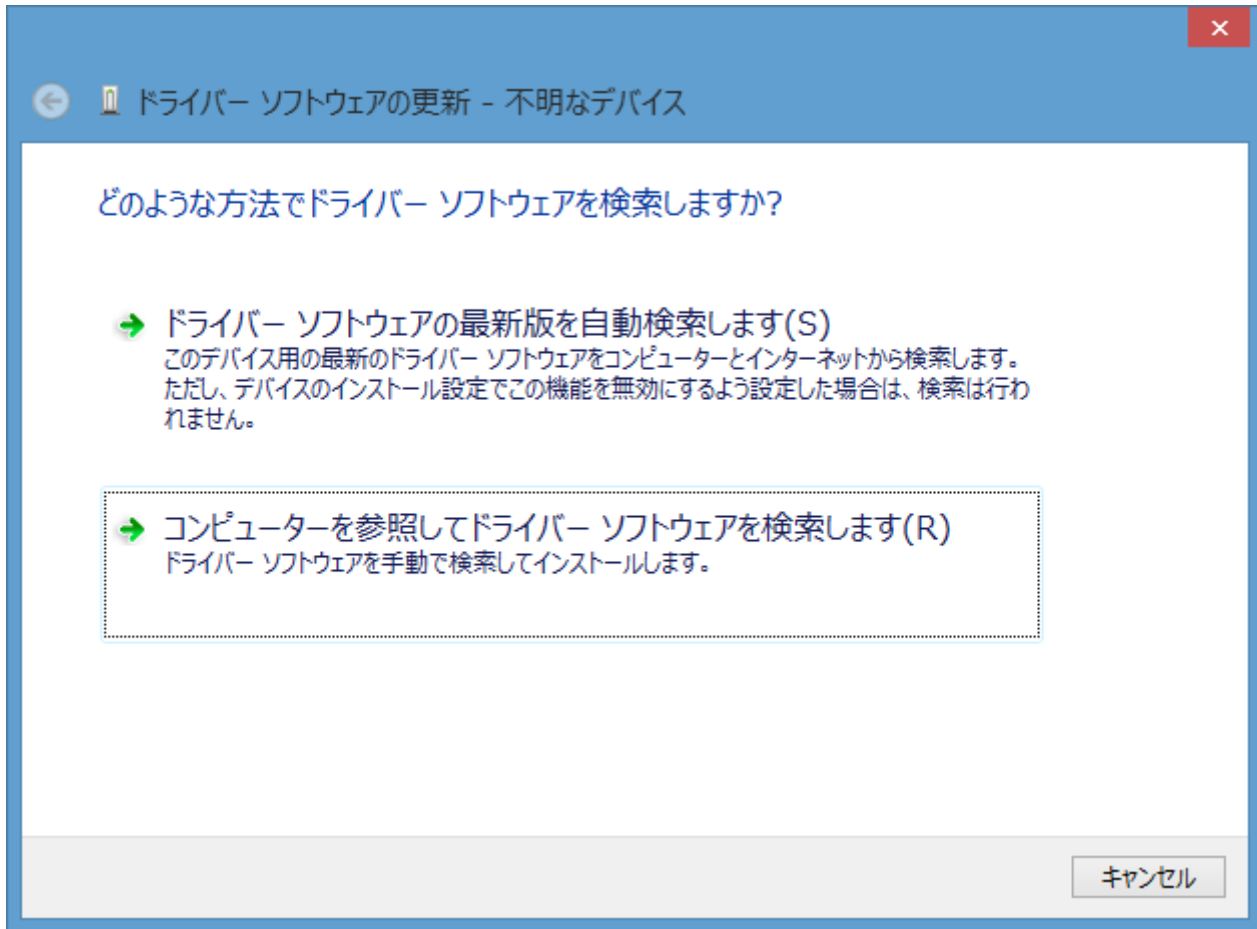 ドライバー ソフトウェアの更新 - 不明なデバイス
どのような方法でドライバー ソフトウェアを検索しますか?
ドライバー ソフトウェアの最新版を自動検索します(S)
このデバイス用の最新のドライバー ソフトウェアをコンピューターとインターネットから検索します。
ただし、デバイスのインストール設定でこの機能を無効にするよう設定した場合は、検索は行わ
れません。
コンピューターを参照してドライバー ソフトウェアを検索します(R)
ドライバー ソフトウェアを手動で検索してインストールします。
キャンセル